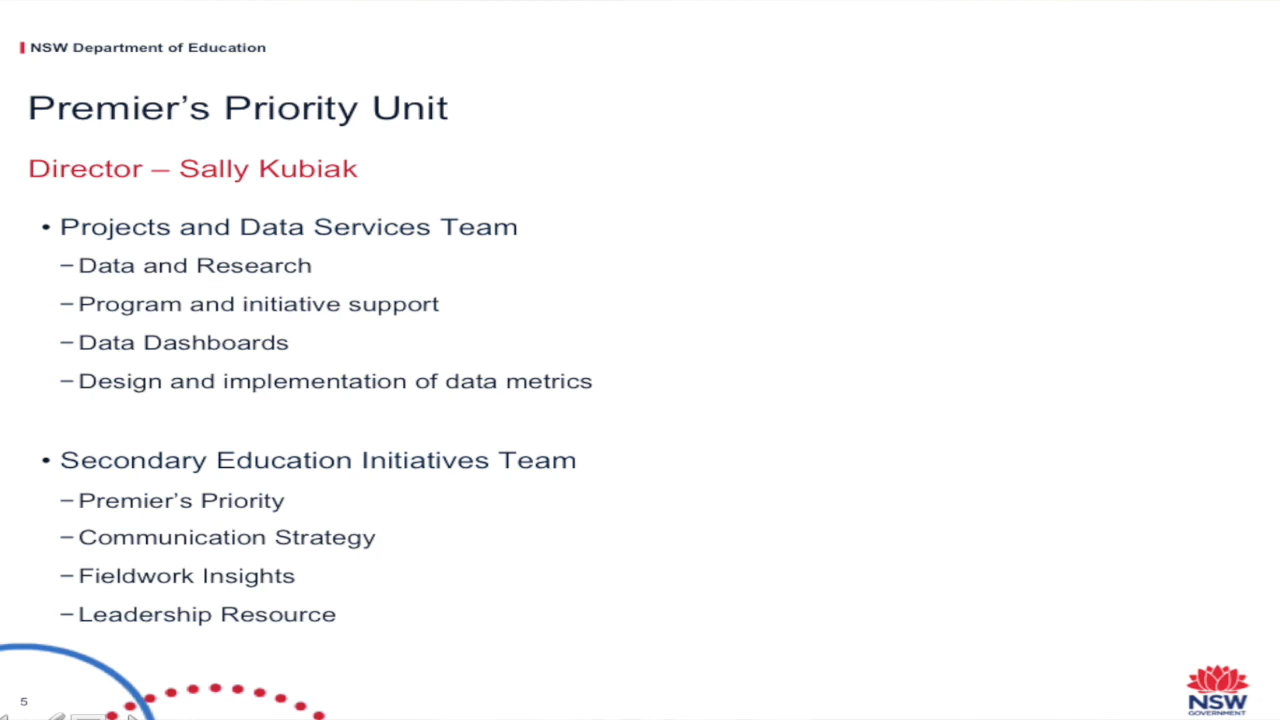 NSW Department of Education
Premier’s Priority Unit
Director – Sally Kubiak
• Projects and Data Services Team
– Data and Research
– Program and initiative support
– Data Dashboards
– Design and implementation of data metrics
• Secondary Education Initiatives Team
– Premier’s Priority
– Communication Strategy
– Fieldwork Insights
– Leadership Resource
5
NSW
GOVERNMENT